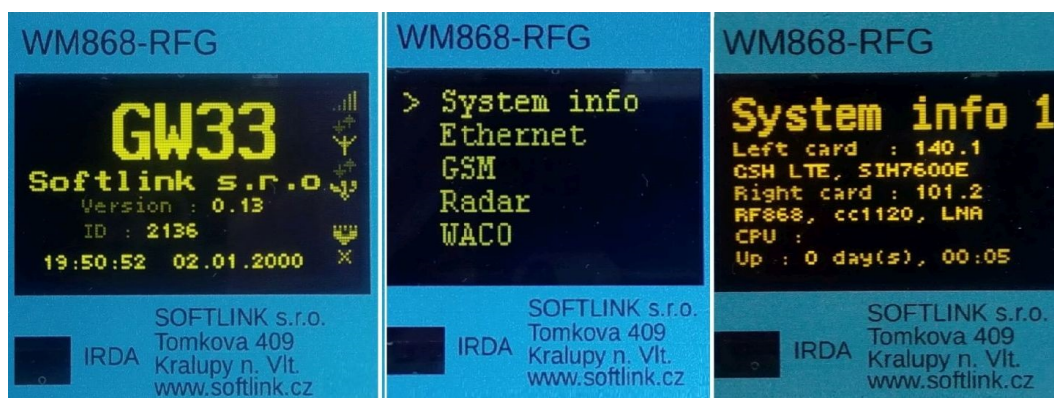 WM868-RFG
GW33
Softlink s.r.o
Version : 0.13
ID : 2136
19:50:52 02.01.2000
IRDA
SOFTLINK s.r.o.
Tomkova 409
Kralupy n. Vlt.
www.softlink.cz
WM868-RFG
> System info
Ethernet
GSM
Radar
WACO
IRDA
SOFTLINK s.r.o.
Tomkova 409
Kralupy n. Vlt.
www.softlink.cz
WM868-RFG
System info 1
Left card : 140.1
GSM LTE, SIM7600E
Right card : 101.2
RF868, cc1120, LNA
CPU :
Up : 0 day(s), 00:05
IRDA
SOFTLINK s.r.o.
Tomkova 409
Kralupy n. Vlt.
www.softlink.cz